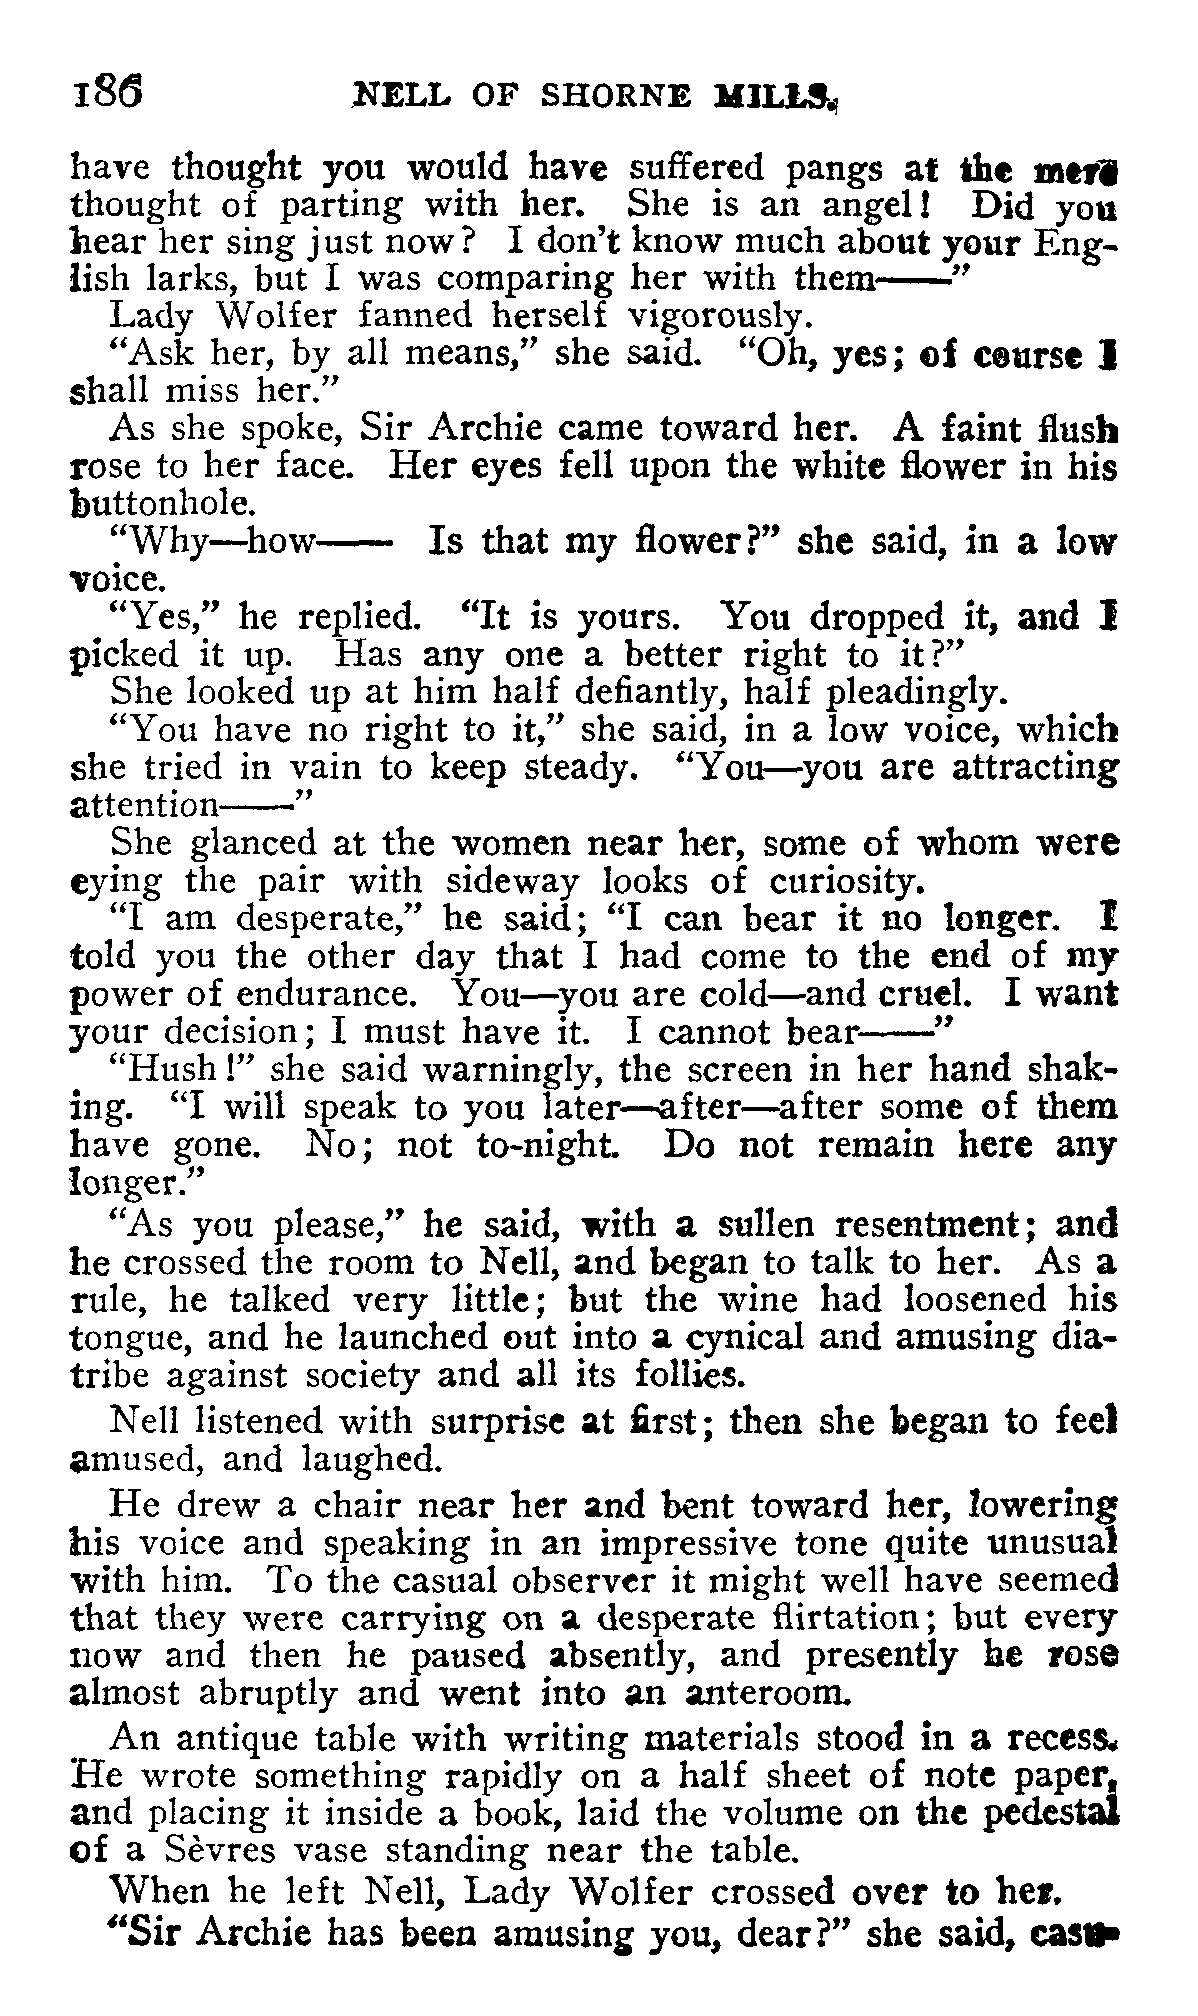 186 NELL OF SHORNE MILLS.
have thought you would have suffered pangs at the mere
thought of parting with her. She is an angel! Did you
hear her sing just now? I don't know much about your Eng-
lish larks, but I was comparing her with them——"
Lady Wolfer fanned herself vigorously.
"Ask her, by all means," she said. "Oh, yes; of course I
shall miss her."
As she spoke, Sir Archie came toward her. A faint flush
rose to her face. Her eyes fell upon the white flower in his
buttonhole.
"Why—how—— Is that my flower?" she said, in a low
voice.
"Yes," he replied. "It is yours. You dropped it, and I
picked it up. Has any one a better right to it?"
She looked up at him half defiantly, half pleadingly.
"You have no right to it," she said, in a low voice, which
she tried in vain to keep steady. "You—you are attracting
attention——"
She glanced at the women near her, some of whom were
eying the pair with sideway looks of curiosity.
"I am desperate," he said; "I can bear it no longer. I
told you the other day that I had come to the end of my
power of endurance. You—you are cold—and cruel. I want
your decision; I must have it. I cannot bear——"
"Hush!" she said warningly, the screen in her hand shak-
ing. "I will speak to you later—after—after some of them
have gone. No; not to-night. Do not remain here any
longer."
"As you please," he said, with a sullen resentment; and
he crossed the room to Nell, and began to talk to her. As a
rule, he talked very little; but the wine had loosened his
tongue, and he launched out into a cynical and amusing dia-
tribe against society and all its follies.
Nell listened with surprise at first; then she began to feel
amused, and laughed.
He drew a chair near her and bent toward her, lowering
his voice and speaking in an impressive tone quite unusual
with him. To the casual observer it might well have seemed
that they were carrying on a desperate flirtation; but every
now and then he paused absently, and presently he rose
almost abruptly and went into an anteroom.
An antique table with writing materials stood in a recess.
He wrote something rapidly on a half sheet of note paper,
and placing it inside a book, laid the volume on the pedestal
of a Sèvres vase standing near the table.
When he left Nell, Lady Wolfer crossed over to her.
"Sir Archie has been amusing you, dear?" she said, casu-